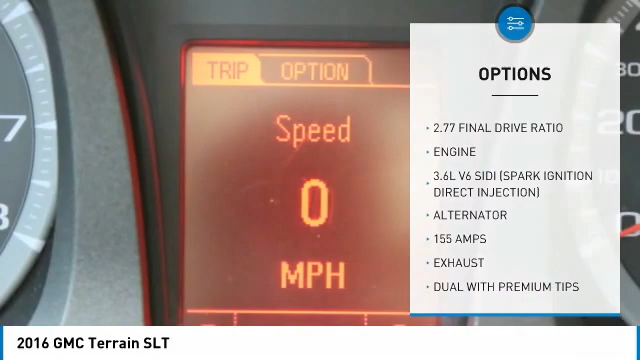 TRIP
OPTION
Speed
0
MPH
OPTIONS
2.77 FINAL DRIVE RATIO
ENGINE
3.6L V6 SIDI (SPARK IGNITION
DIRECT INJECTION)
ALTERNATOR
155 AMPS
EXHAUST
DUAL WITH PREMIUM TIPS
2016 GMC Terrain SLT